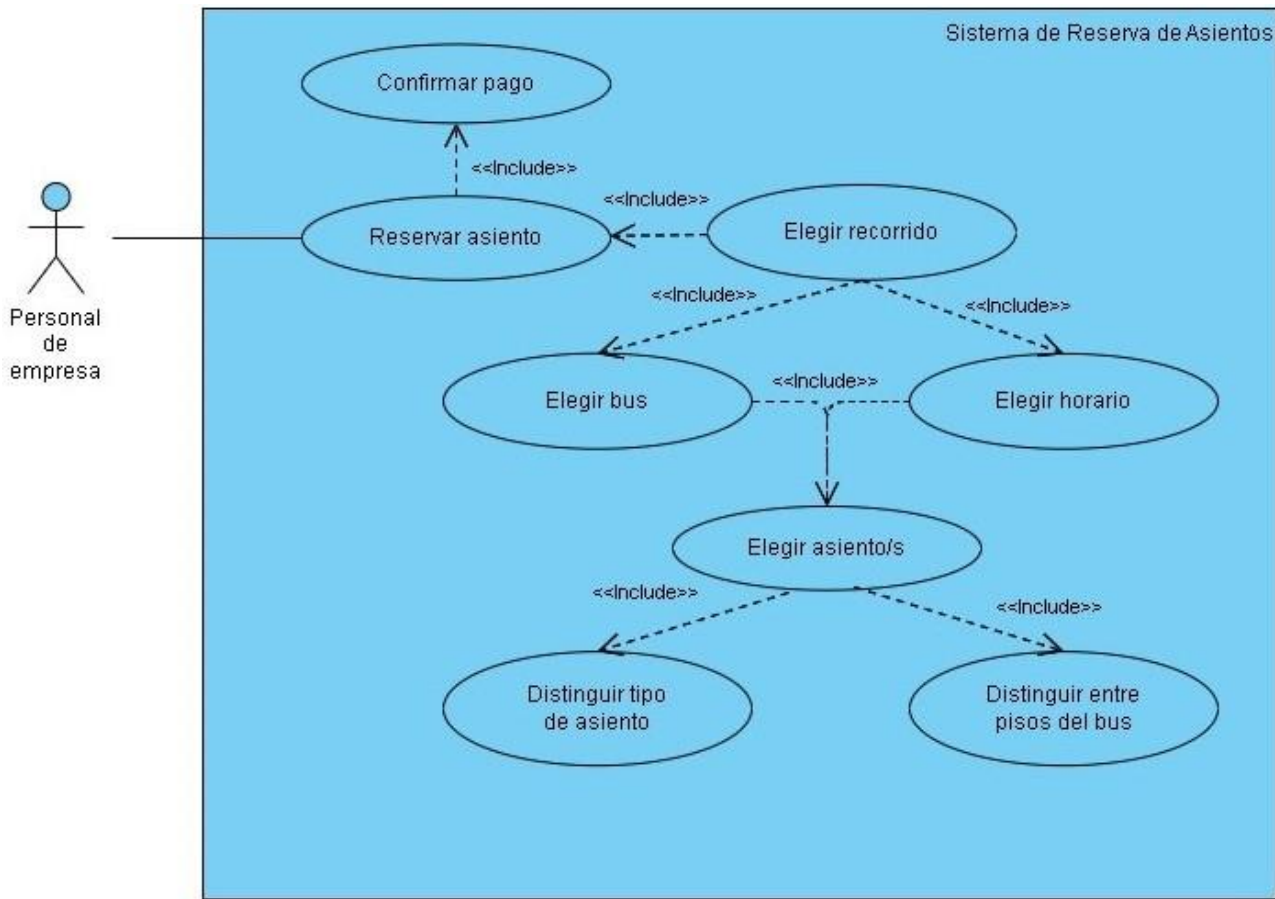 Sistema de Reserva de Asientos
Confirmar pago
<<Include>>
<<Include>>
Reservar asiento
Elegir recorrido
Personal
de
empresa
<<Include>>
<<Include>>
<<Include>>
Elegir bus
Elegir horario
Elegir asiento/s
<<Include>>
<<Include>>
Distinguir tipo
de asiento
Distinguir entre
pisos del bus